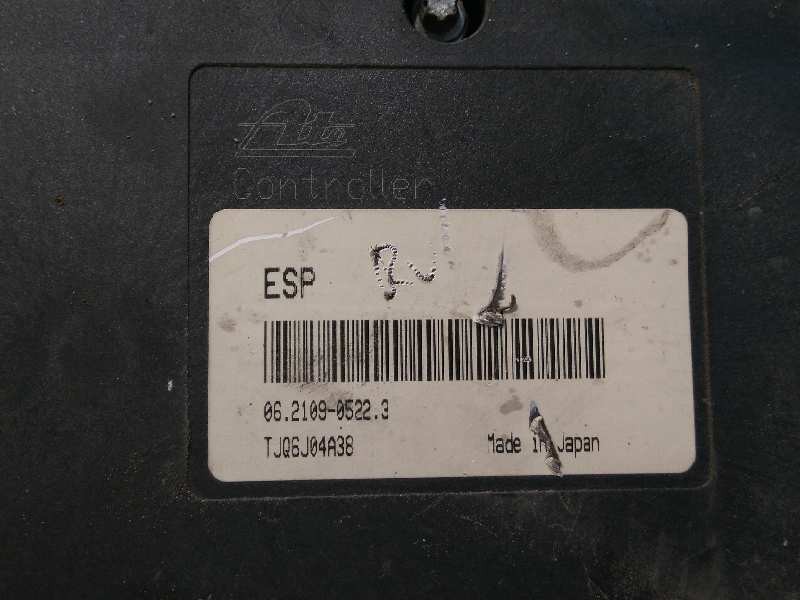 Ate
Controller
ESP
06.2109-0522.3
TJQ6J04A38
Made in Japan